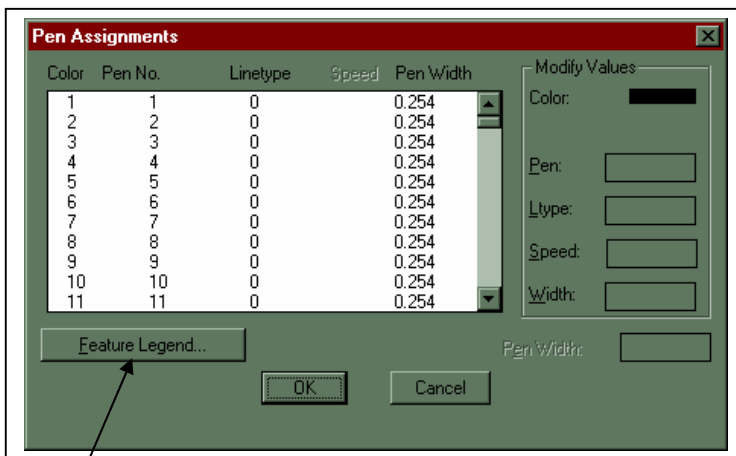 Pen Assignments
Color Pen No. Linetype Speed Pen Width
1 1 0 0.254
2 2 0 0.254
3 3 0 0.254
4 4 0 0.254
5 5 0 0.254
6 6 0 0.254
7 7 0 0.254
8 8 0 0.254
9 9 0 0.254
10 10 0 0.254
11 11 0 0.254
Modify Values
Color:
Pen:
Ltype:
Speed:
Width:
Feature Legend...
Pen Width:
OK Cancel